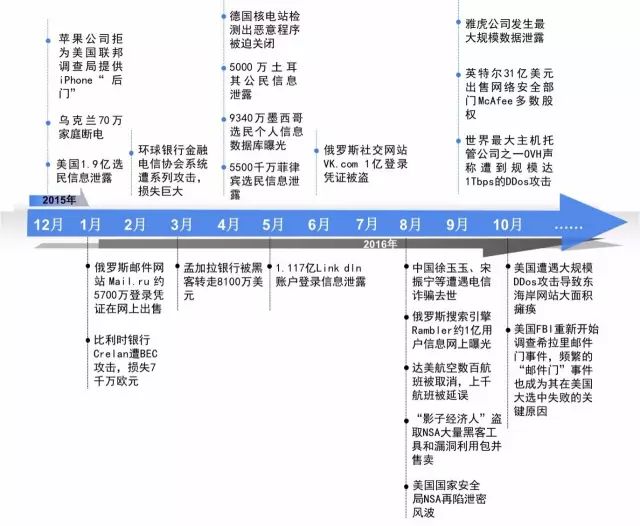 苹果公司拒
为美国联邦
调查局提供
iPhone“后
门”
乌克兰70万
家庭断电
美国1.9亿选
民信息泄露
环球银行金融
电信协会系统
遭系列攻击，
损失巨大
德国核电站检
测出恶意程序
被迫关闭
5000万土耳
其公民信息
泄露
9340万墨西哥
选民个人信息
数据库曝光
5500千万菲律
宾选民信息泄
露
俄罗斯社交网站
VK.com 1亿登录
凭证被盗
雅虎公司发生最
大规模数据泄露
英特尔31亿美元
出售网络安全部
门McAfee多数
股权
世界最大主机托
管公司之一OVH声
称遭到规模达
1Tbps的DDos攻击
2015年
12月 1月 2月 3月 4月 5月 6月 7月 8月 9月 10月 ……
2016年
俄罗斯邮件网
站 Mail.ru 约
5700万登录凭
证在网上出售
比利时银行
Crelan遭BEC
攻击，损失7
千万欧元
孟加拉银行被黑
客转走8100万美
元
1.117亿Link dln
账户登录信息泄露
中国徐玉玉、宋
振宁等遭遇电信
诈骗去世
俄罗斯搜索引擎
Rambler约1亿用
户信息网上曝光
达美航空数百航
班被取消，上千
航班被延误
“影子经济人”盗
取NSA大量黑客工
具和漏洞利用包并
售卖
美国国家安全
局NSA再陷泄密
风波
美国遭遇大规模
DDos攻击导致东
海岸网站大面积
瘫痪
美国FBI重新开始
调查希拉里邮件
门事件，频繁的
“邮件门”事件
也成为其在美国
大选中失败的关
键原因